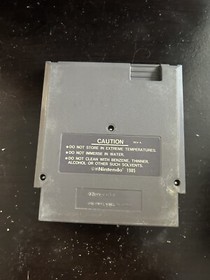 CAUTION
●DO NOT STORE IN EXTREME TEMPERATURES.
●DO NOT IMMERSE IN WATER.
●DO NOT CLEAN WITH BENZENE, THINNER,
ALCOHOL OR OTHER SUCH SOLVENTS.
©Nintendo 1985